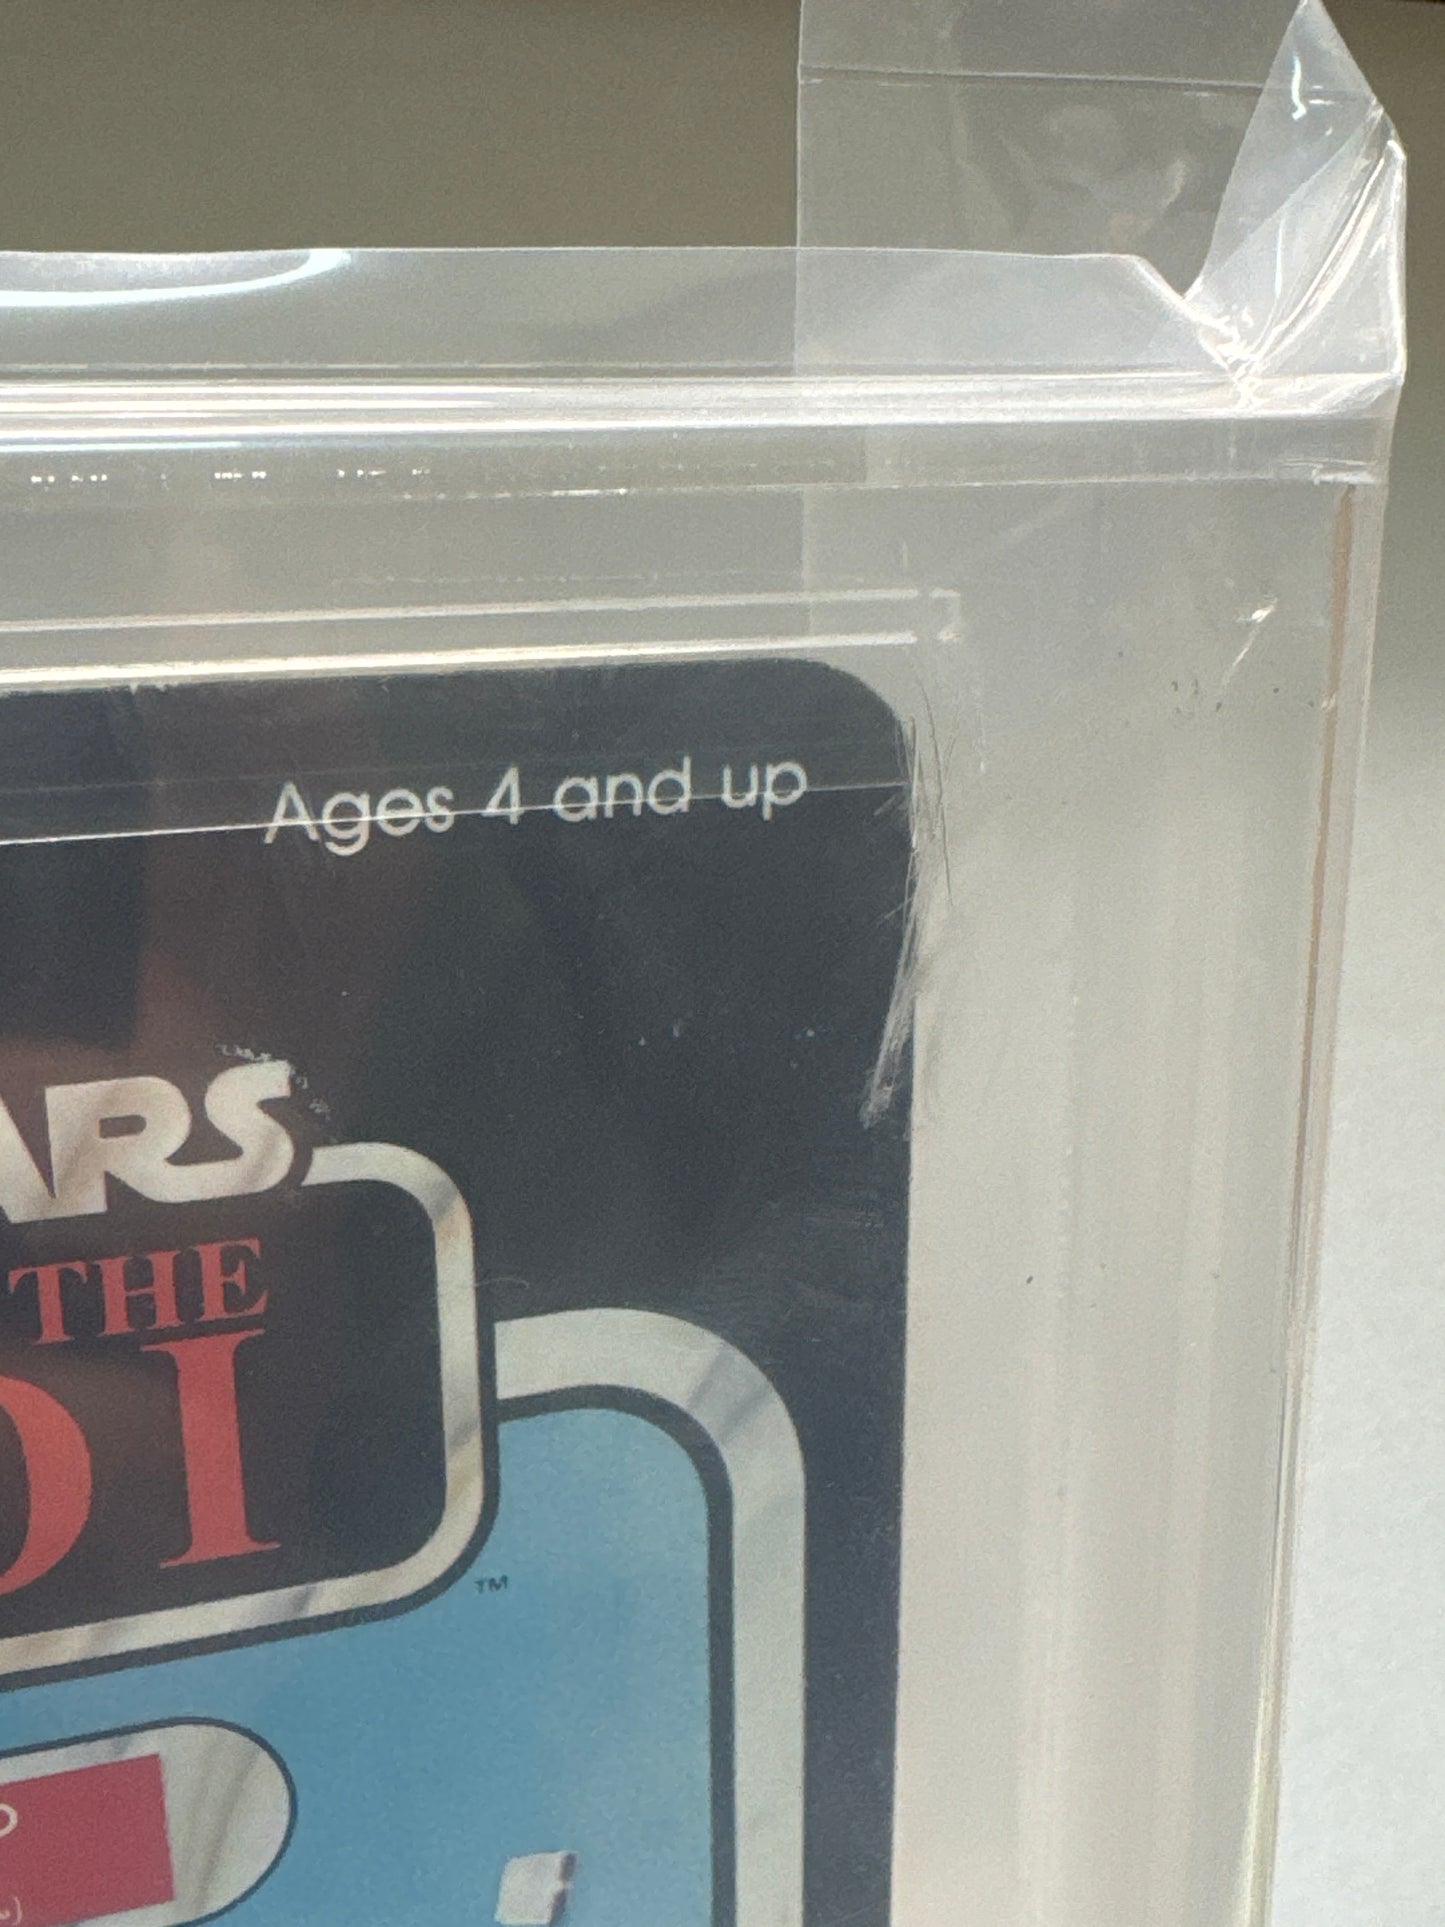 Ages 4 and up
ARS
THE
DI
TM